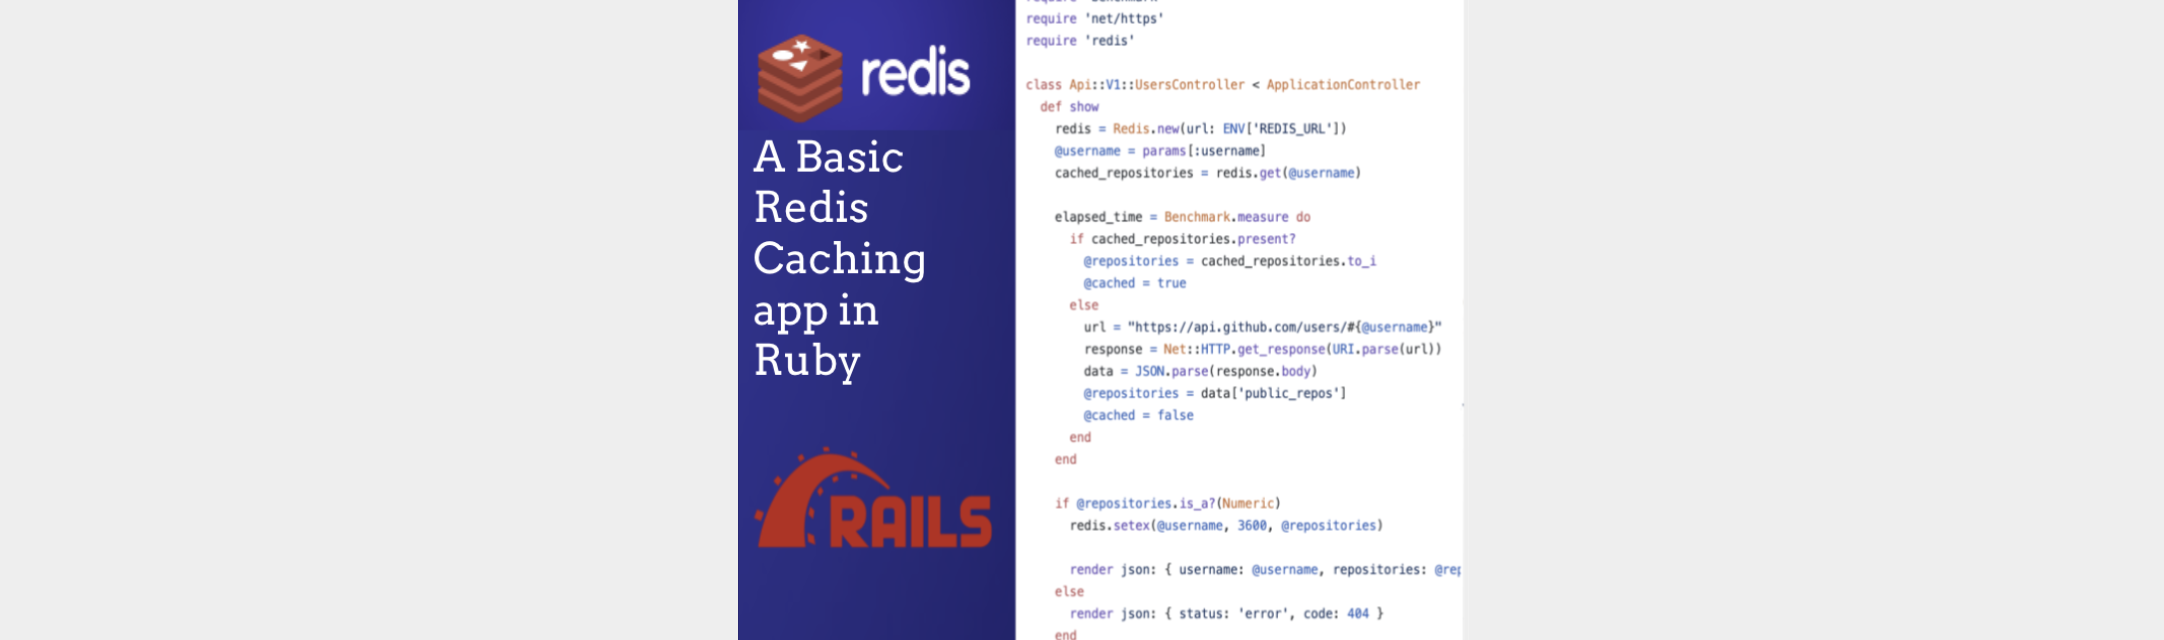 redis
A Basic
Redis
Caching
app in
Ruby
RAILS
require 'net/https'
require 'redis'
class Api::V1::UsersController < ApplicationController
def show
redis = Redis.new(url: ENV['REDIS_URL'])
@username = params[:username]
cached_repositories = redis.get(@username)
elapsed_time = Benchmark.measure do
if cached_repositories.present?
@repositories = cached_repositories.to_i
@cached = true
else
url = "https://api.github.com/users/#{@username}"
response = Net::HTTP.get_response(URI.parse(url))
data = JSON.parse(response.body)
@repositories = data['public_repos']
@cached = false
end
end
if @repositories.is_a?(Numeric)
redis.setex(@username, 3600, @repositories)
render json: { username: @username, repositories: @rep
else
render json: { status: 'error', code: 404 }
end